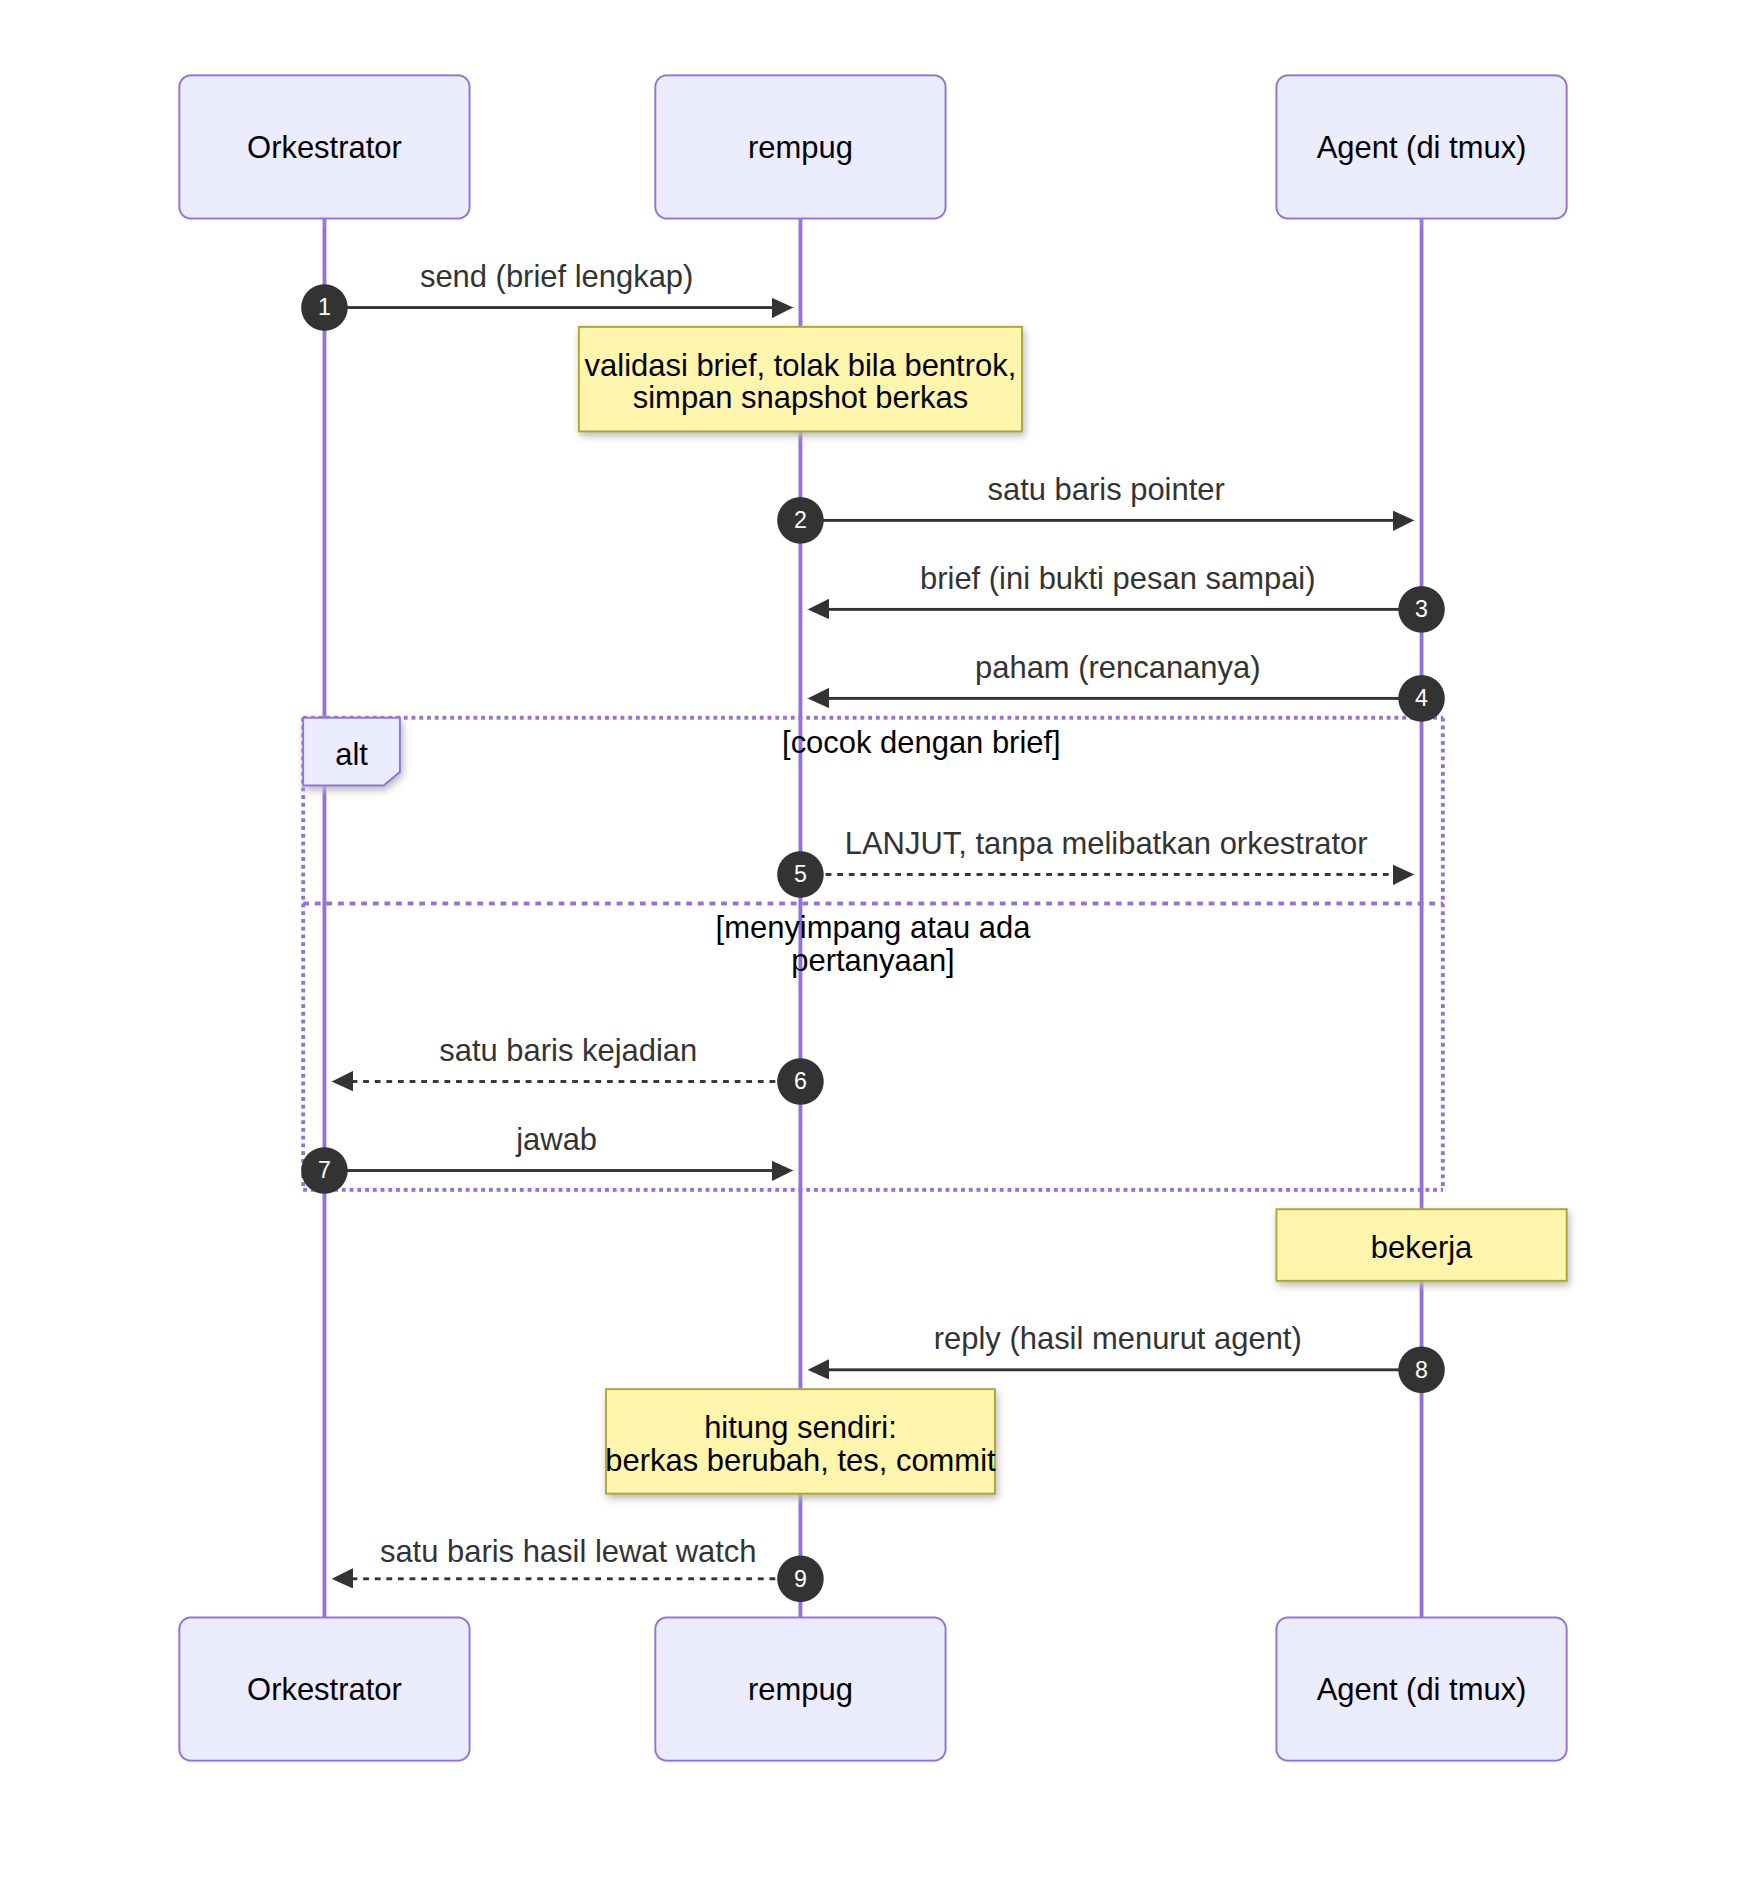 Orkestrator
rempug
Agent (di tmux)
send (brief lengkap)
1
validasi brief, tolak bila bentrok,
simpan snapshot berkas
satu baris pointer
2
brief (ini bukti pesan sampai)
3
paham (rencananya)
4
alt
[cocok dengan brief]
LANJUT, tanpa melibatkan orkestrator
5
[menyimpang atau ada
pertanyaan]
satu baris kejadian
6
jawab
7
bekerja
reply (hasil menurut agent)
8
hitung sendiri:
berkas berubah, tes, commit
satu baris hasil lewat watch
9
Orkestrator
rempug
Agent (di tmux)